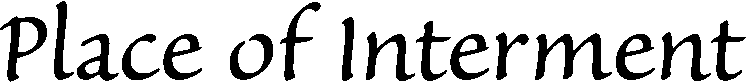 Place of Interment